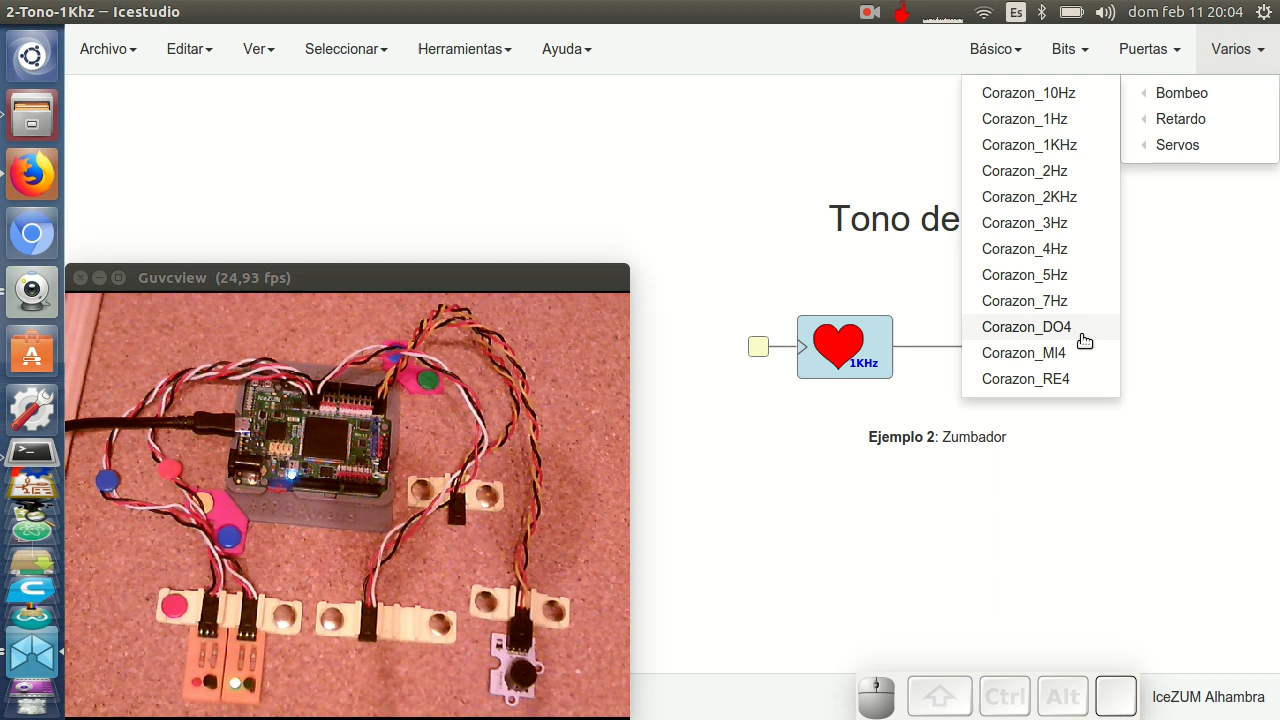 2-Tono-1Khz — Icestudio
Es
dom feb 11 20:04
Archivo Editar Ver Seleccionar Herramientas Ayuda Básico Bits Puertas Varios
Corazon_10Hz
Corazon_1Hz
Corazon_1KHz
Corazon_2Hz
Corazon_2KHz
Corazon_3Hz
Corazon_4Hz
Corazon_5Hz
Corazon_7Hz
Corazon_DO4
Corazon_MI4
Corazon_RE4
Bombeo
Retardo
Servos
Tono de
1KHz
Ejemplo 2: Zumbador
Guvcview (24,93 fps)
IceZUM
Ctrl
Alt
IceZUM Alhambra